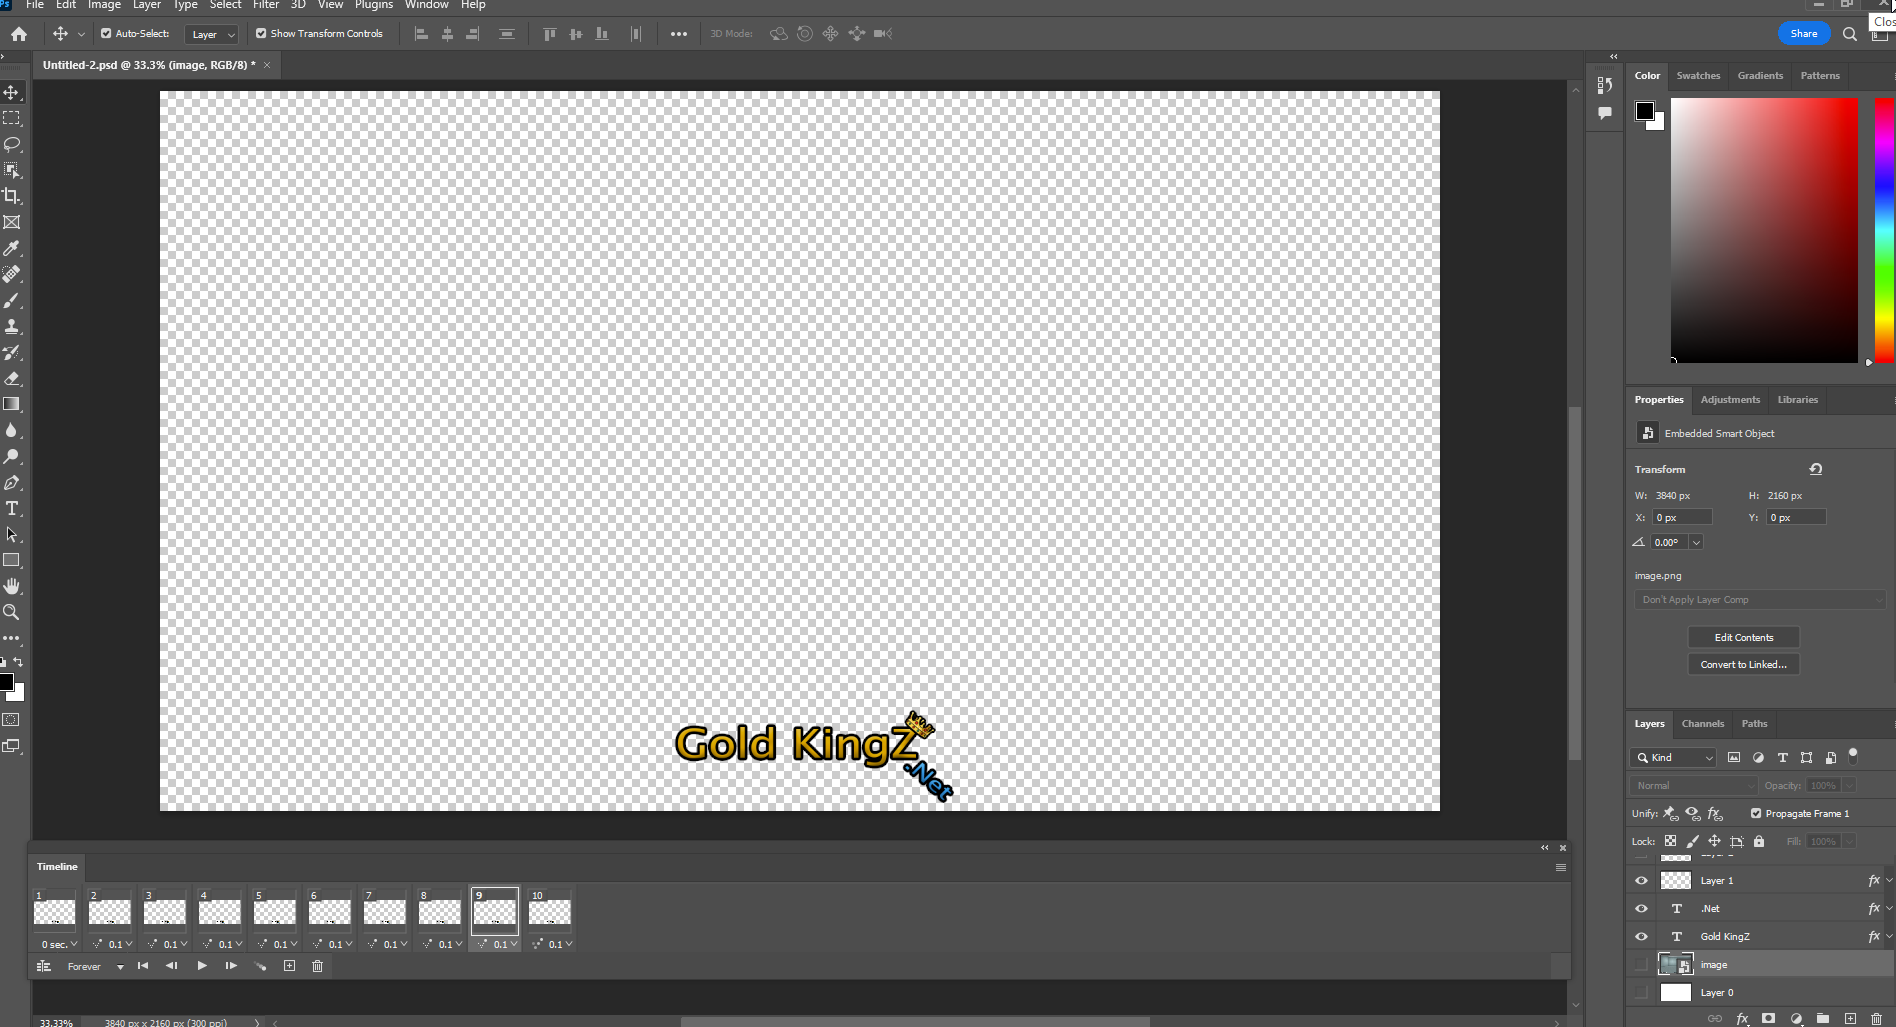 Ps File Edit Image Layer Type Select Filter 3D View Plugins Window Help
Auto-Select: Layer Show Transform Controls 3D Mode: Share
Untitled-2.psd @ 33.3% (image, RGB/8) *
Color Swatches Gradients Patterns
Properties Adjustments Libraries
Embedded Smart Object
Transform
W: 3840 px H: 2160 px
X: 0 px Y: 0 px
0.00°
image.png
Don't Apply Layer Comp
Edit Contents
Convert to Linked...
Gold KingZ
.Net
Layers Channels Paths
Kind
Normal Opacity: 100%
Unify: Propagate Frame 1
Lock: Fill: 100%
Layer 1 fx
T .Net fx
T Gold KingZ fx
image
Layer 0
fx
Timeline
1 2 3 4 5 6 7 8 9 10
0 sec. 0.1 0.1 0.1 0.1 0.1 0.1 0.1 0.1 0.1
Forever
33.33% 3840 px x 2160 px (300 ppi)